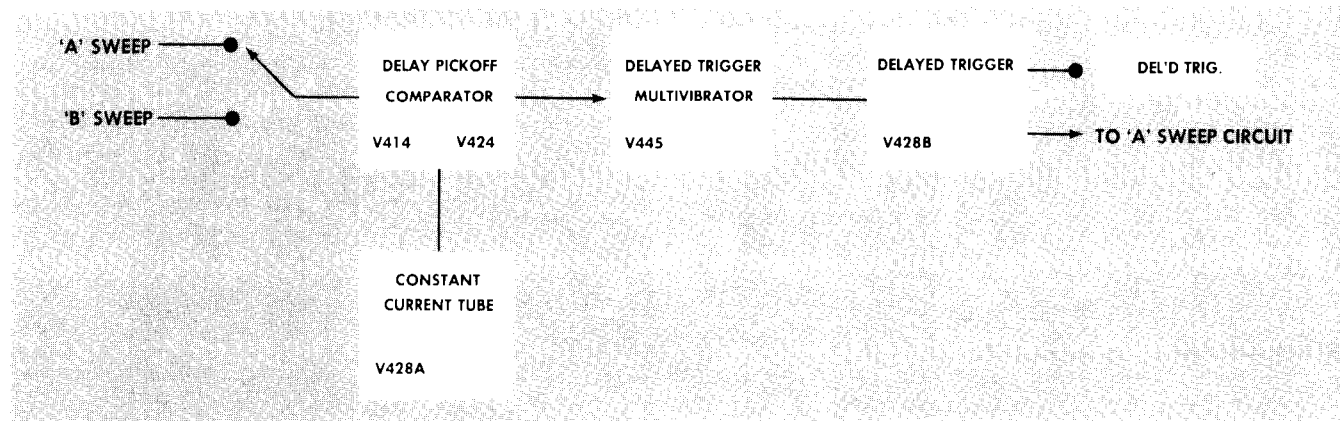 'A' SWEEP
'B' SWEEP
DELAY PICKOFF
COMPARATOR
V414 V424
CONSTANT
CURRENT TUBE
V428A
DELAYED TRIGGER
MULTIVIBRATOR
V445
DELAYED TRIGGER
V428B
DEL'D TRIG.
TO 'A' SWEEP CIRCUIT